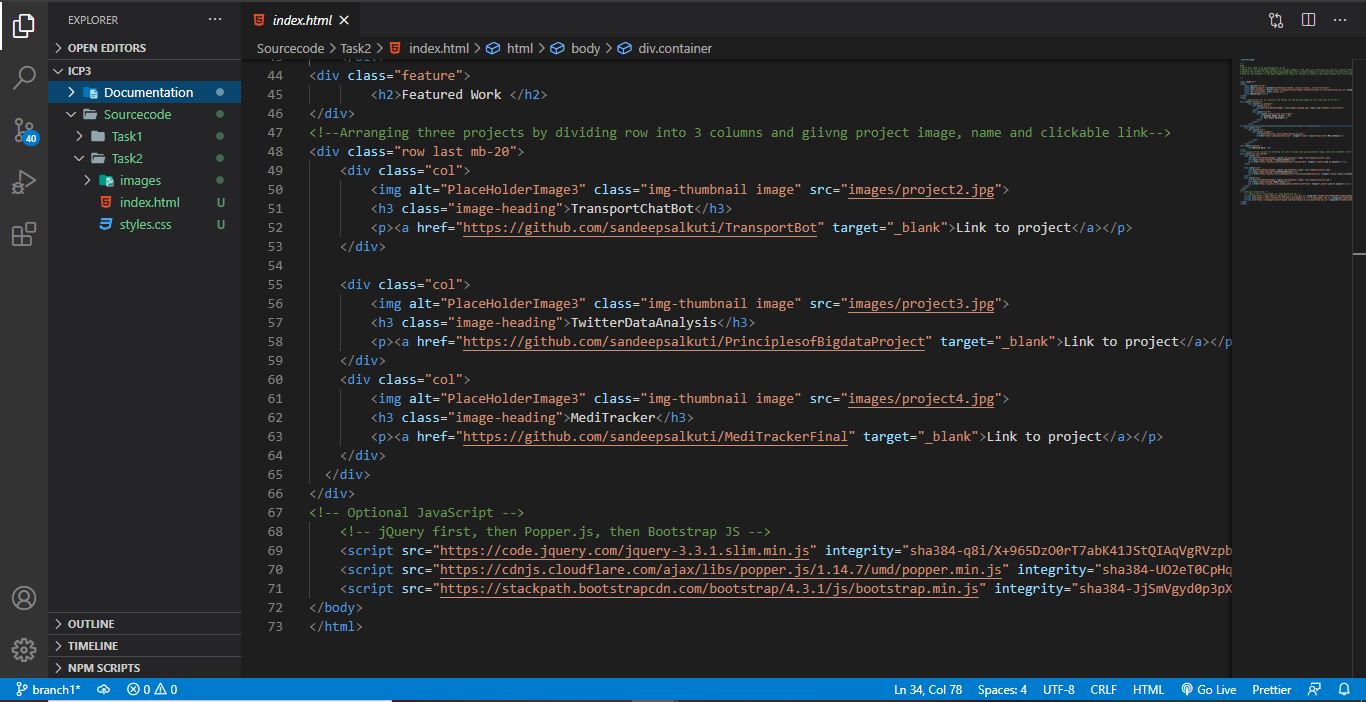 EXPLORER
OPEN EDITORS
ICP3
Documentation
Sourcecode
Task1
Task2
images
index.html U
styles.css U
OUTLINE
TIMELINE
NPM SCRIPTS
40
index.html
Sourcecode > Task2 > index.html > html > body > div.container
44 <div class="feature">
45 <h2>Featured Work </h2>
46 </div>
47 <!--Arranging three projects by dividing row into 3 columns and giivng project image, name and clickable link-->
48 <div class="row last mb-20">
49 <div class="col">
50 <img alt="PlaceHolderImage3" class="img-thumbnail image" src="images/project2.jpg">
51 <h3 class="image-heading">TransportChatBot</h3>
52 <p><a href="https://github.com/sandeepsalkuti/TransportBot" target="_blank">Link to project</a></p>
53 </div>
54
55 <div class="col">
56 <img alt="PlaceHolderImage3" class="img-thumbnail image" src="images/project3.jpg">
57 <h3 class="image-heading">TwitterDataAnalysis</h3>
58 <p><a href="https://github.com/sandeepsalkuti/PrinciplesofBigdataProject" target="_blank">Link to project</a></p
59 </div>
60 <div class="col">
61 <img alt="PlaceHolderImage3" class="img-thumbnail image" src="images/project4.jpg">
62 <h3 class="image-heading">MediTracker</h3>
63 <p><a href="https://github.com/sandeepsalkuti/MediTrackerFinal" target="_blank">Link to project</a></p>
64 </div>
65 </div>
66 </div>
67 <!-- Optional JavaScript -->
68 <!-- jQuery first, then Popper.js, then Bootstrap JS -->
69 <script src="https://code.jquery.com/jquery-3.3.1.slim.min.js" integrity="sha384-q8i/X+965DzO0rT7abK41JStQIAqVgRVzpb
70 <script src="https://cdnjs.cloudflare.com/ajax/libs/popper.js/1.14.7/umd/popper.min.js" integrity="sha384-UO2eT0CpHq
71 <script src="https://stackpath.bootstrapcdn.com/bootstrap/4.3.1/js/bootstrap.min.js" integrity="sha384-JjSmVgyd0p3pX
72 </body>
73 </html>
branch1* 0 0 Ln 34, Col 78 Spaces: 4 UTF-8 CRLF HTML Go Live Prettier